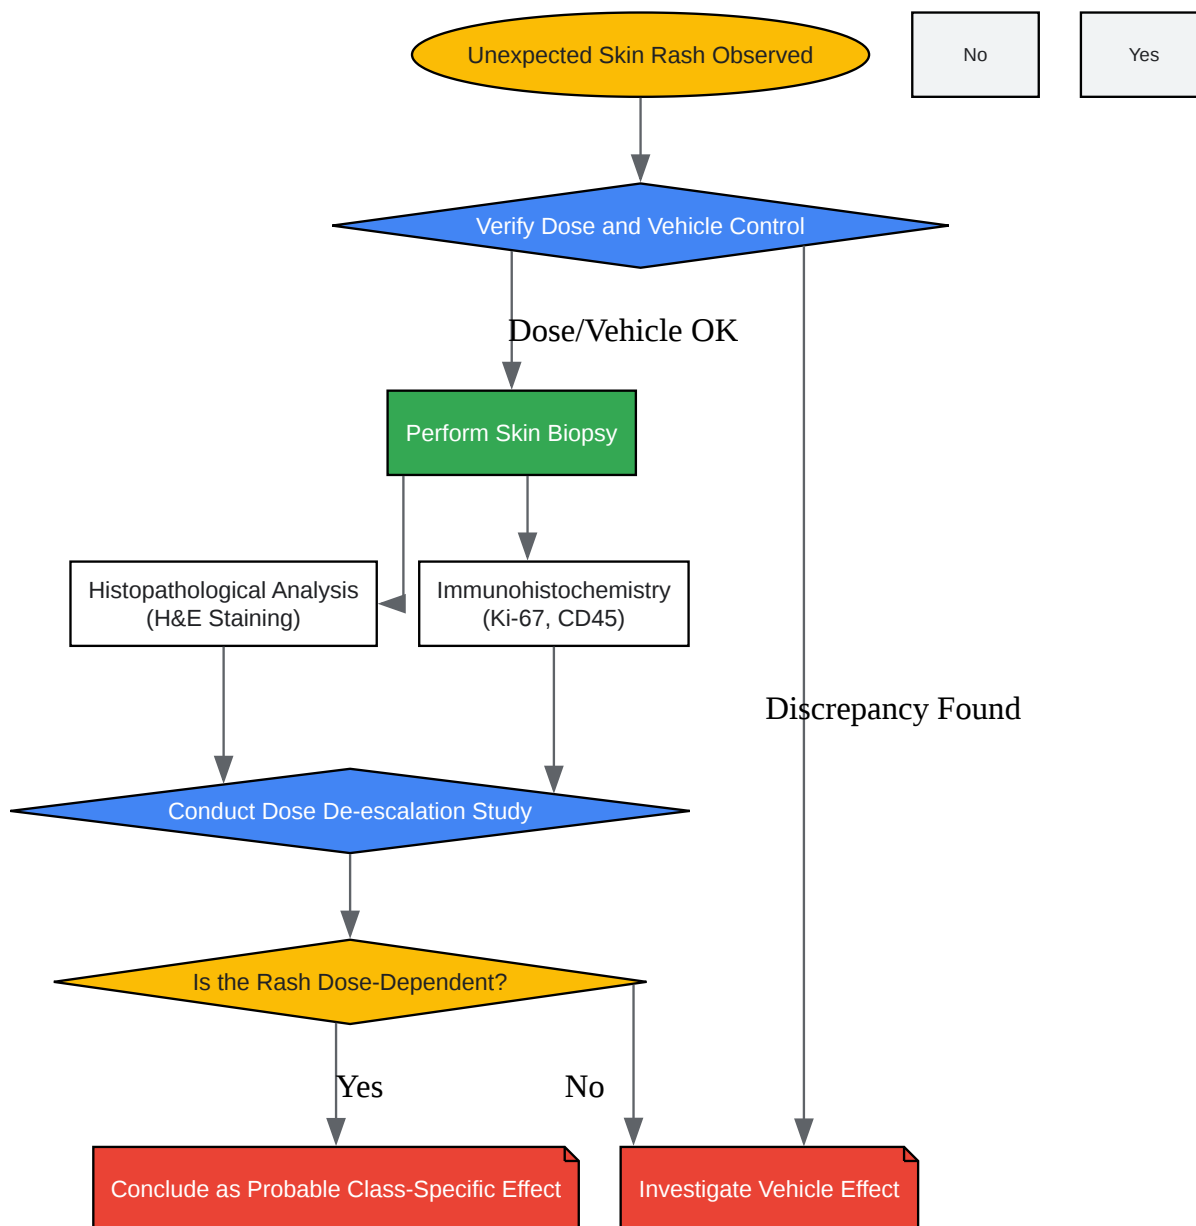 Unexpected Skin Rash Observed
No
Yes
Verify Dose and Vehicle Control
Dose/Vehicle OK
Perform Skin Biopsy
Histopathological Analysis
(H&E Staining)
Immunohistochemistry
(Ki-67, CD45)
Discrepancy Found
Conduct Dose De-escalation Study
Is the Rash Dose-Dependent?
Yes
No
Conclude as Probable Class-Specific Effect
Investigate Vehicle Effect